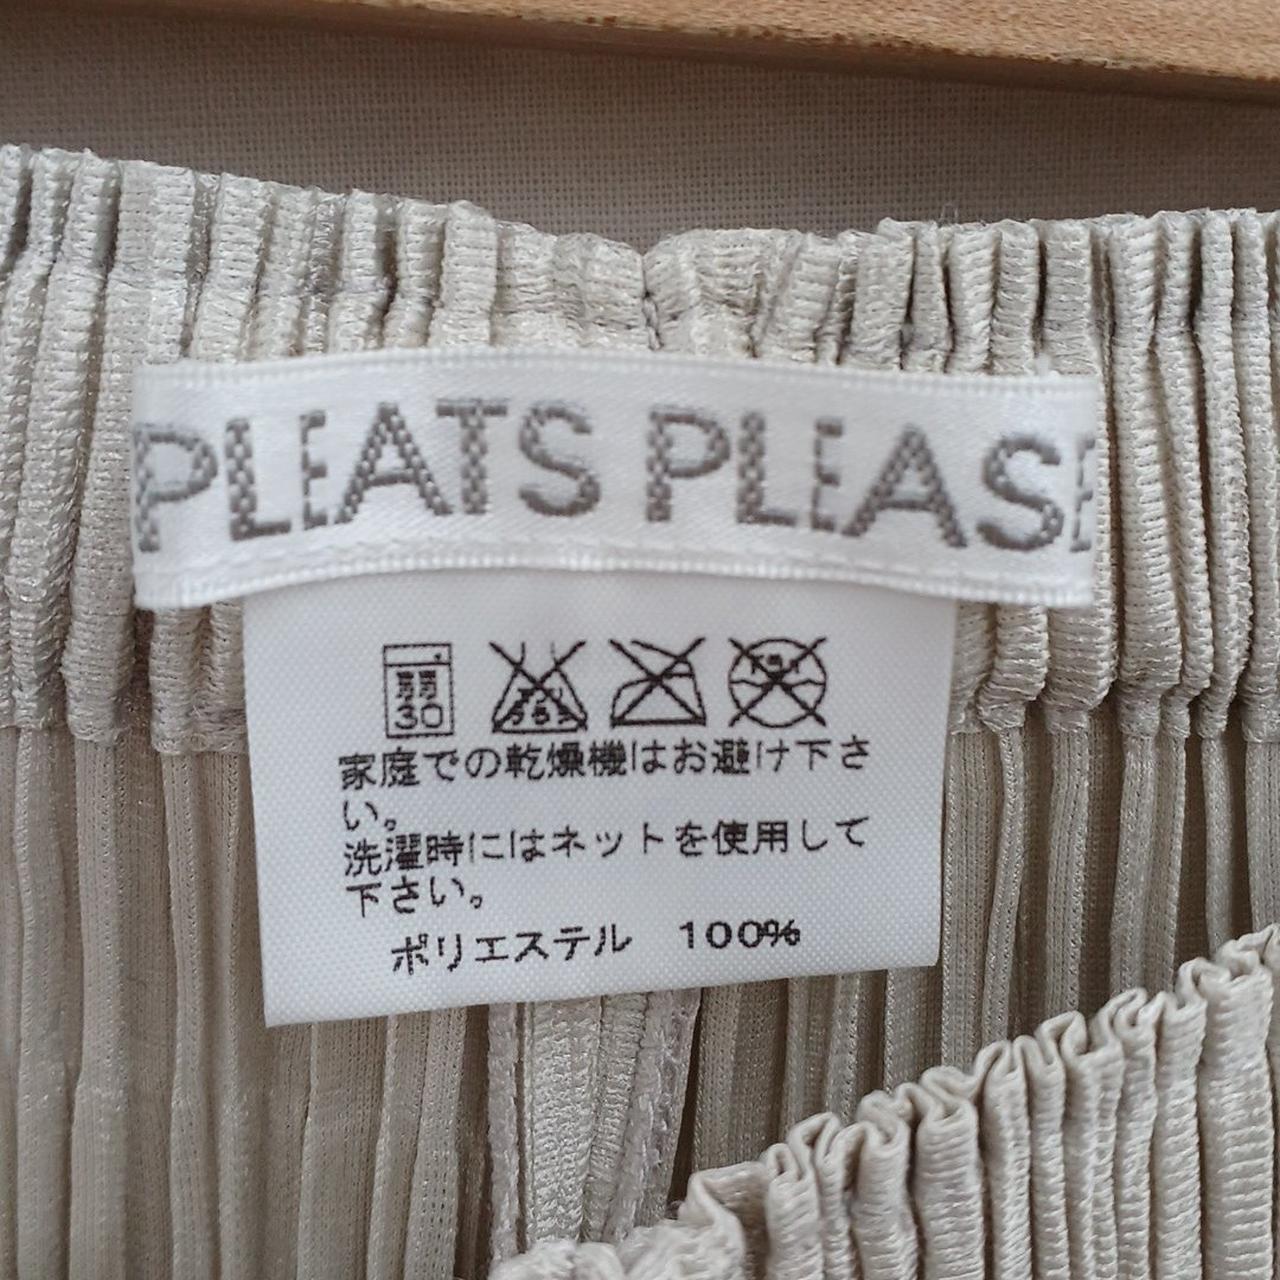 PLEATS PLEASE
弱
30
家庭での乾燥機はお避け下さ
い。
洗濯時にはネットを使用して
下さい。
ポリエステル 100%